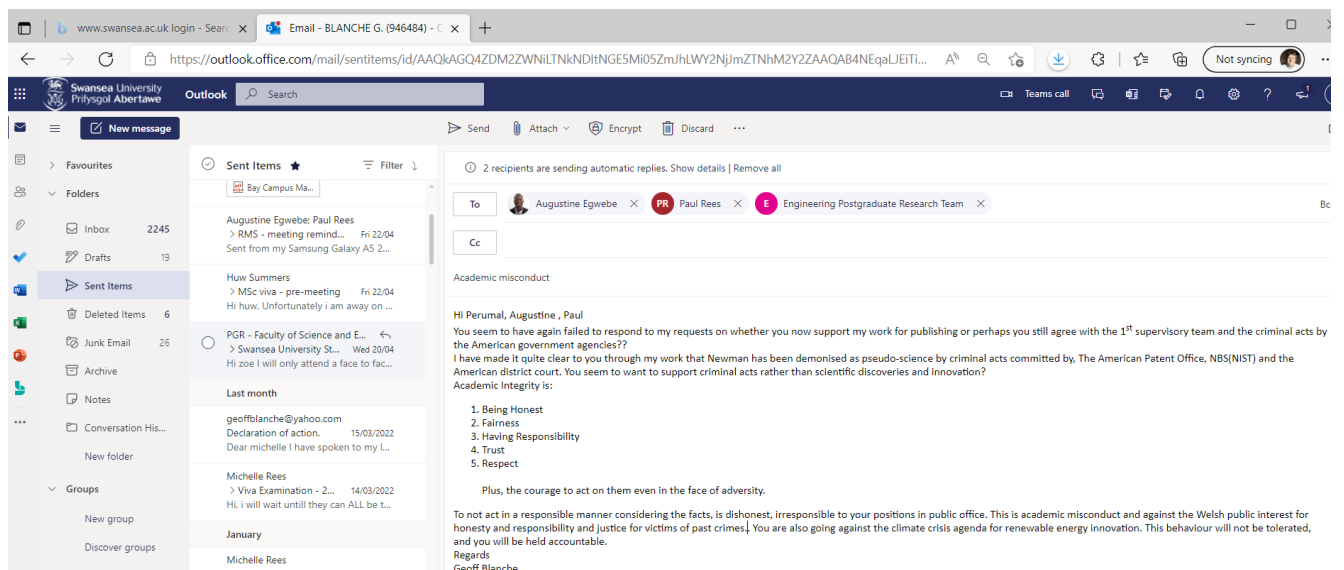 www.swansea.ac.uk login - Searc
Email - BLANCHE G. (946484) - C
https://outlook.office.com/mail/sentitems/id/
Not syncing
Swansea University
Prifysgol Abertawe
Outlook
Search
Teams call
New message
Send
Attach
Encrypt
Discard
Favourites
Folders
Inbox 2245
Drafts 19
Sent Items
Deleted Items 6
Junk Email 26
Archive
Notes
Conversation His...
New folder
Groups
New group
Discover groups
Sent Items
Filter
Bay Campus Ma...
Augustine Egwebe; Paul Rees
> RMS - meeting remind... Fri 22/04
Sent from my Samsung Galaxy A5 2...
Huw Summers
> MSc viva - pre-meeting Fri 22/04
Hi huw, Unfortunately i am away on ...
PGR - Faculty of Science and E...
> Swansea University St... Wed 20/04
Hi zoe I will only attend a face to fac...
Last month
geoffblanche@yahoo.com
Declaration of action. 15/03/2022
Dear michelle I have spoken to my l...
Michelle Rees
> Viva Examination - 2... 14/03/2022
Hi, i will wait untill they can ALL be t...
January
Michelle Rees
2 recipients are sending automatic replies. Show details | Remove all
To
Augustine Egwebe
PR Paul Rees
E Engineering Postgraduate Research Team
Bc
Cc
Academic misconduct
Hi Perumal, Augustine , Paul
You seem to have again failed to respond to my requests on whether you now support my work for publishing or perhaps you still agree with the 1st supervisory team and the criminal acts by
the American government agencies??
I have made it quite clear to you through my work that Newman has been demonised as pseudo-science by criminal acts committed by, The American Patent Office, NBS(NIST) and the
American district court. You seem to want to support criminal acts rather than scientific discoveries and innovation?
Academic Integrity is:
1. Being Honest
2. Fairness
3. Having Responsibility
4. Trust
5. Respect
Plus, the courage to act on them even in the face of adversity.
To not act in a responsible manner considering the facts, is dishonest, irresponsible to your positions in public office. This is academic misconduct and against the Welsh public interest for
honesty and responsibility and justice for victims of past crimes. You are also going against the climate crisis agenda for renewable energy innovation. This behaviour will not be tolerated,
and you will be held accountable.
Regards
Geoff Blanche